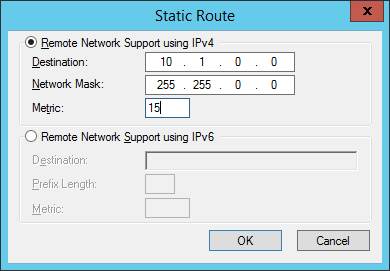 Static Route
x
Remote Network Support using IPv4
Destination: 10 . 1 . 0 . 0
Network Mask: 255 . 255 . 0 . 0
Metric: 15
Remote Network Support using IPv6
Destination:
Prefix Length:
Metric:
OK Cancel